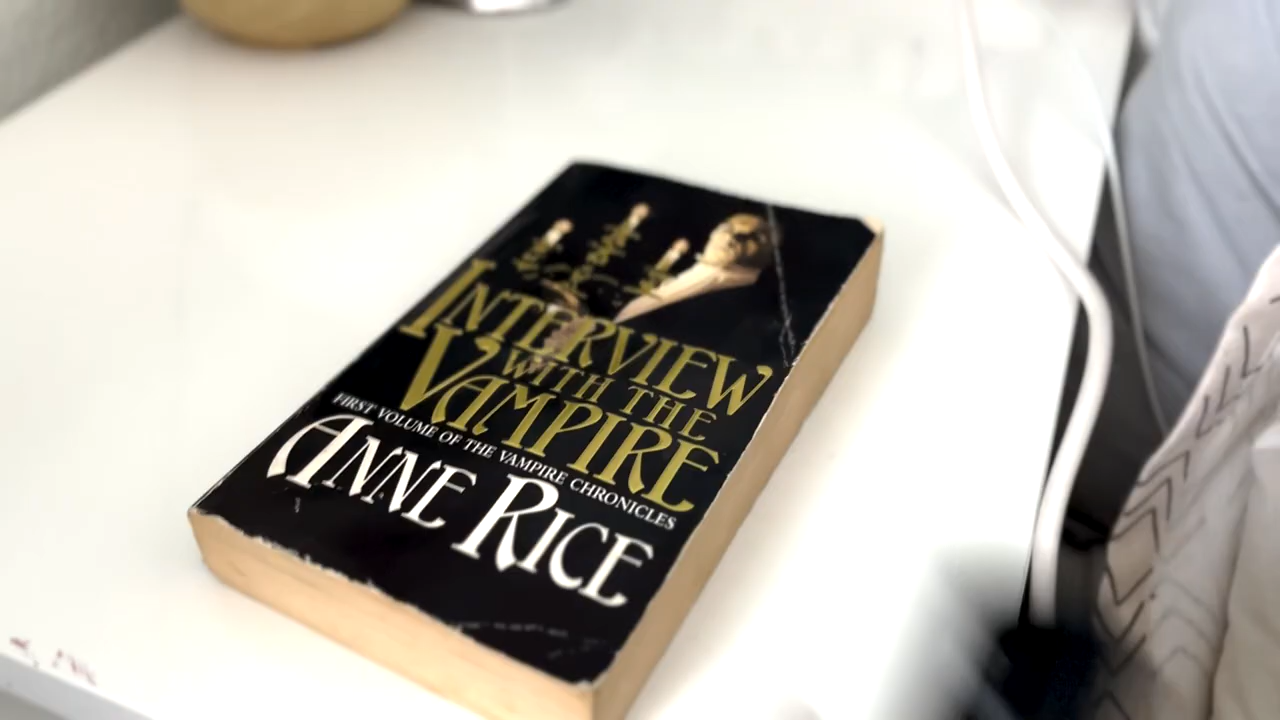 INTERVIEW
WITH THE
VAMPIRE
FIRST VOLUME OF THE VAMPIRE CHRONICLES
ANNE RICE